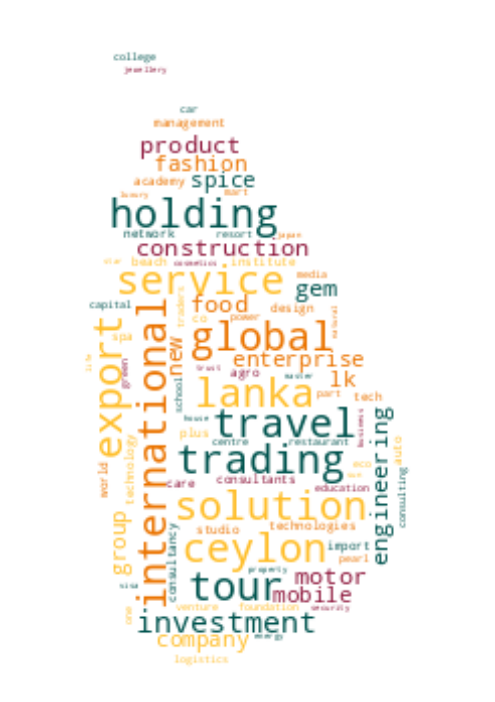 college
jewellery
car
management
product
fashion
academy spice
luxury mart
holding
network resort japan
construction
star beach cosmetics institute
service media
gem
capital food design
traders co power natural
export international new global
spa enterprise
life green trust agro master lk
school lanka part tech
house travel business
plus centre restaurant
technology trading engineering auto
world care consultants eco
education consulting
solution
group studio technologies
consultancy ceylon import
pearl
property
visa tour motor
mobile
one venture foundation security
investment
company energy
logistics